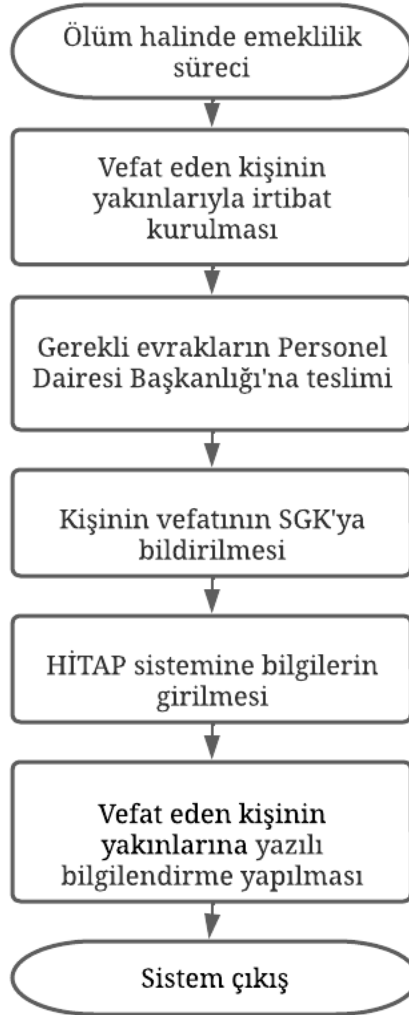 Ölüm halinde emeklilik
süreci
Vefat eden kişinin
yakınlarıyla irtibat
kurulması
Gerekli evrakların Personel
Dairesi Başkanlığı'na teslimi
Kişinin vefatının SGK'ya
bildirilmesi
HİTAP sistemine bilgilerin
girilmesi
Vefat eden kişinin
yakınlarına yazılı
bilgilendirme yapılması
Sistem çıkış